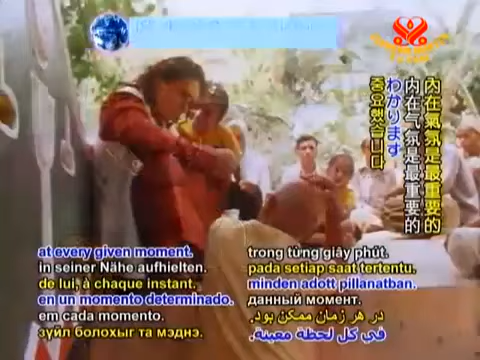 內在氣氛是最重要的
内在气氛是最重要的
わかります
중요했습니다
at every given moment.
in seiner Nähe aufhielten.
de lui, à chaque instant.
en un momento determinado.
em cada momento.
зүйл болохыг та мэднэ.
trong từng giây phút.
pada setiap saat tertentu.
minden adott pillanatban.
данный момент.
در هر زمان ممکن بود.
في كل لحظة معينة.